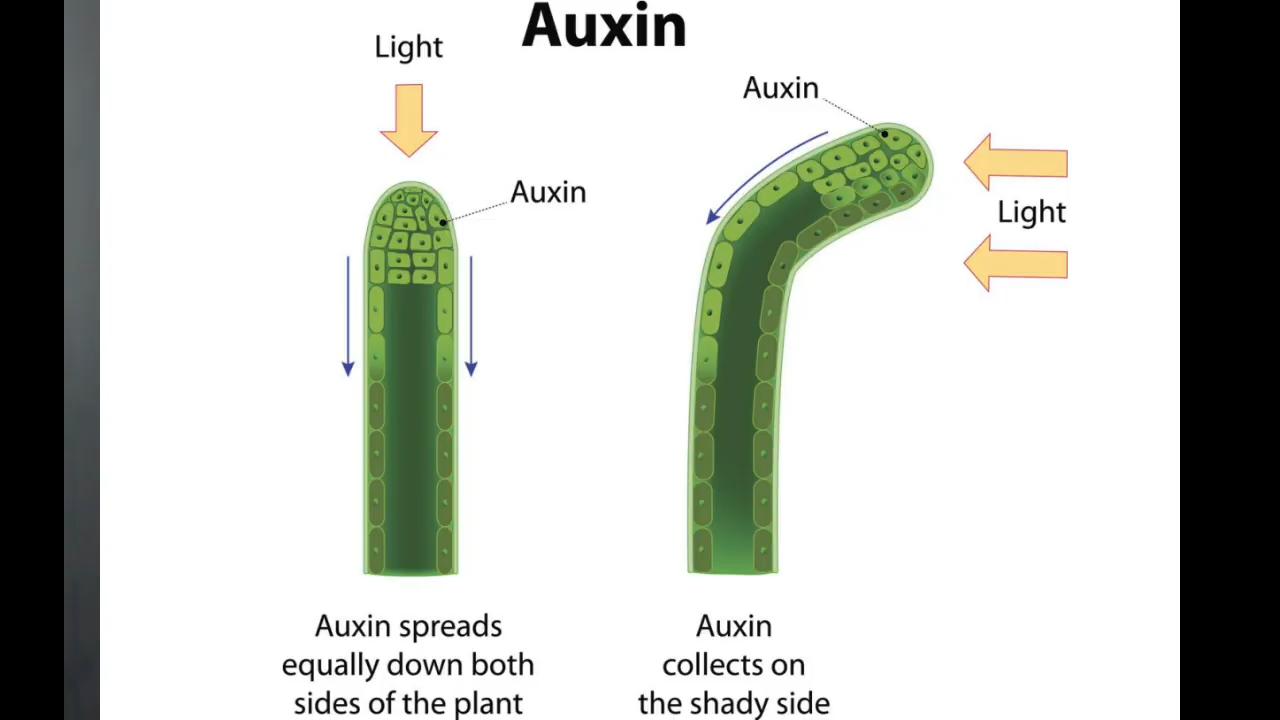 Auxin
Light
Auxin
Auxin
Light
Auxin spreads
equally down both
sides of the plant
Auxin
collects on
the shady side